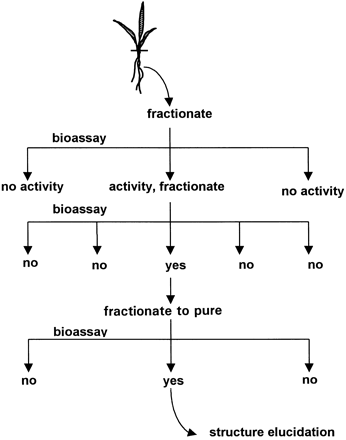 fractionate
bioassay
no activity activity, fractionate no activity
bioassay
no no yes no no
fractionate to pure
bioassay
no yes no
structure elucidation